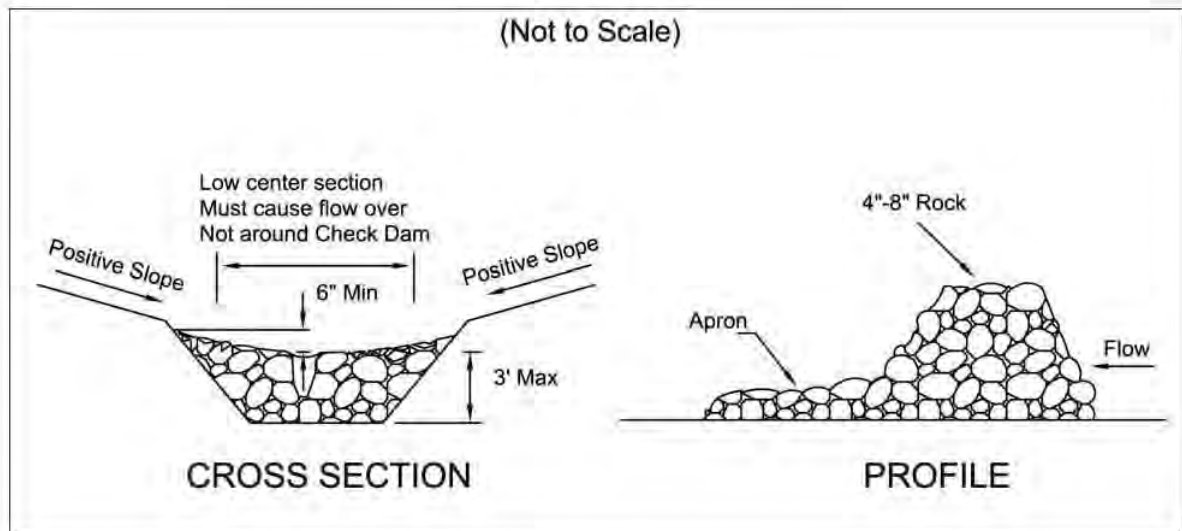 (Not to Scale)
Low center section
Must cause flow over
Not around Check Dam
Positive Slope
6" Min
Positive Slope
3' Max
CROSS SECTION
4"-8" Rock
Apron
Flow
PROFILE